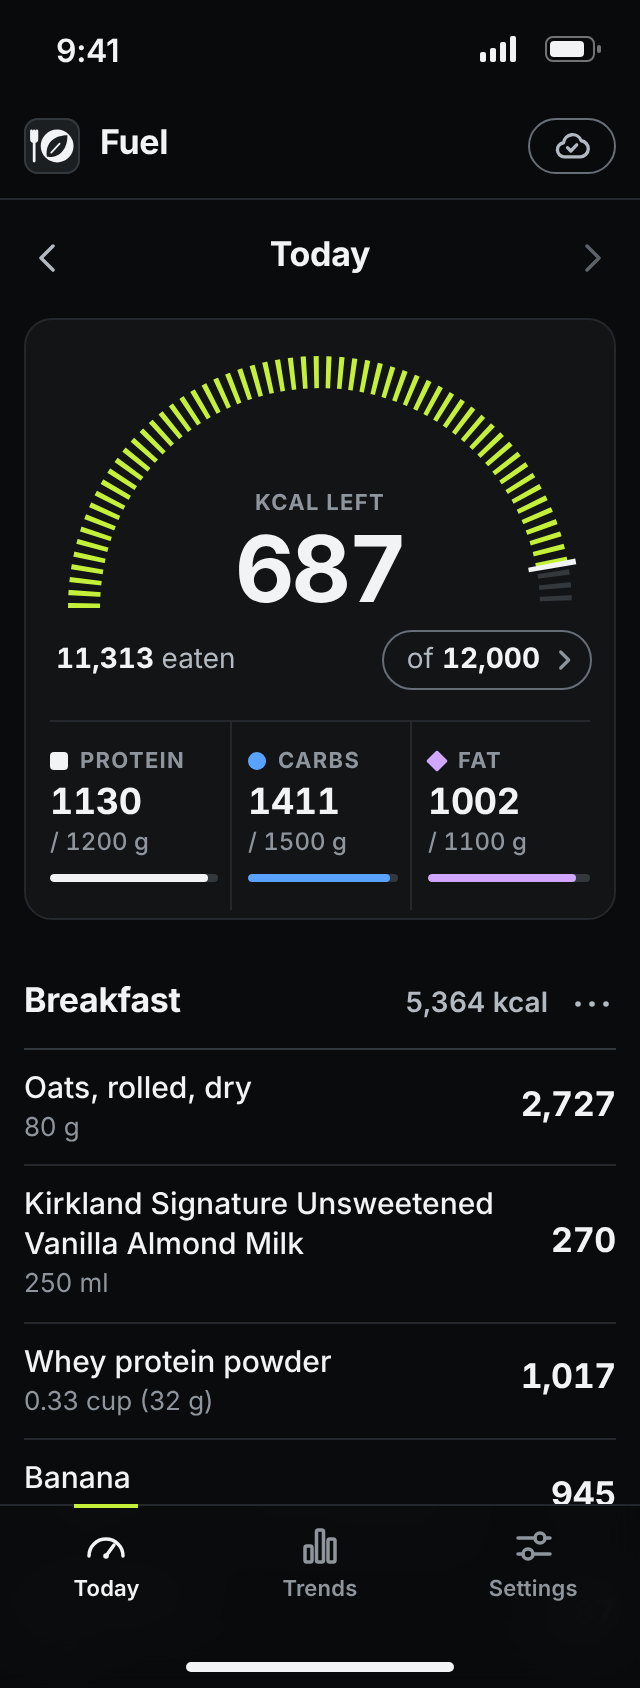 9:41
Fuel
Today
KCAL LEFT
687
11,313 eaten
of 12,000
PROTEIN
1130
/ 1200 g
CARBS
1411
/ 1500 g
FAT
1002
/ 1100 g
Breakfast
5,364 kcal
Oats, rolled, dry
2,727
80 g
Kirkland Signature Unsweetened
Vanilla Almond Milk
270
250 ml
Whey protein powder
1,017
0.33 cup (32 g)
Banana
945
Today
Trends
Settings